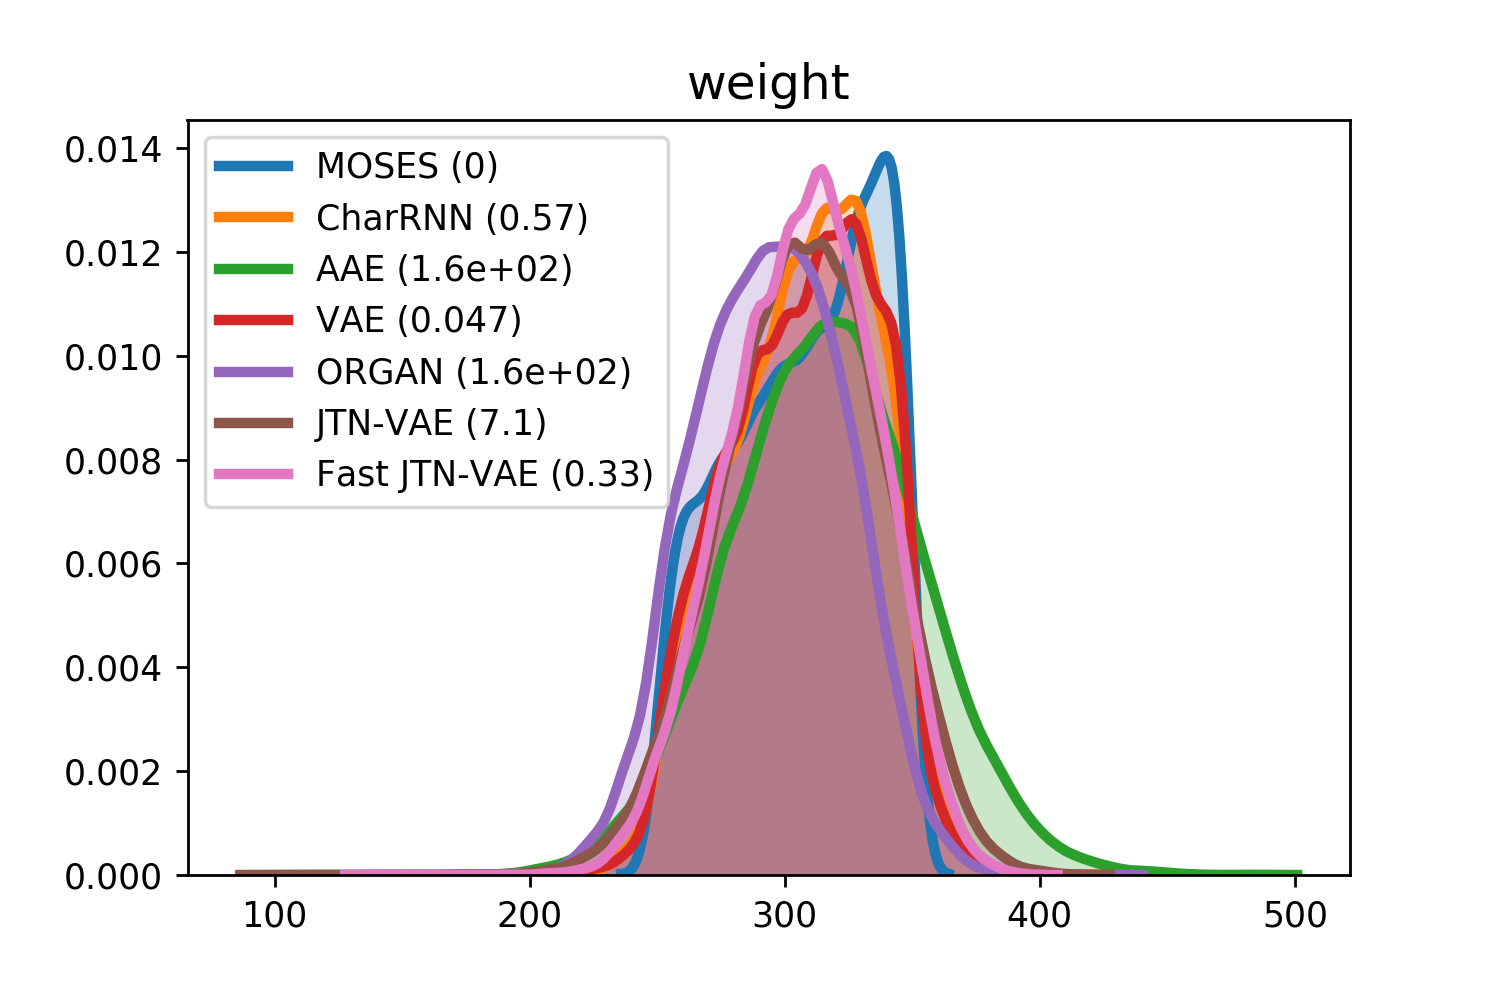 weight
0.014
0.012
0.010
0.008
0.006
0.004
0.002
0.000
MOSES (0)
CharRNN (0.57)
AAE (1.6e+02)
VAE (0.047)
ORGAN (1.6e+02)
JTN-VAE (7.1)
Fast JTN-VAE (0.33)
100 200 300 400 500